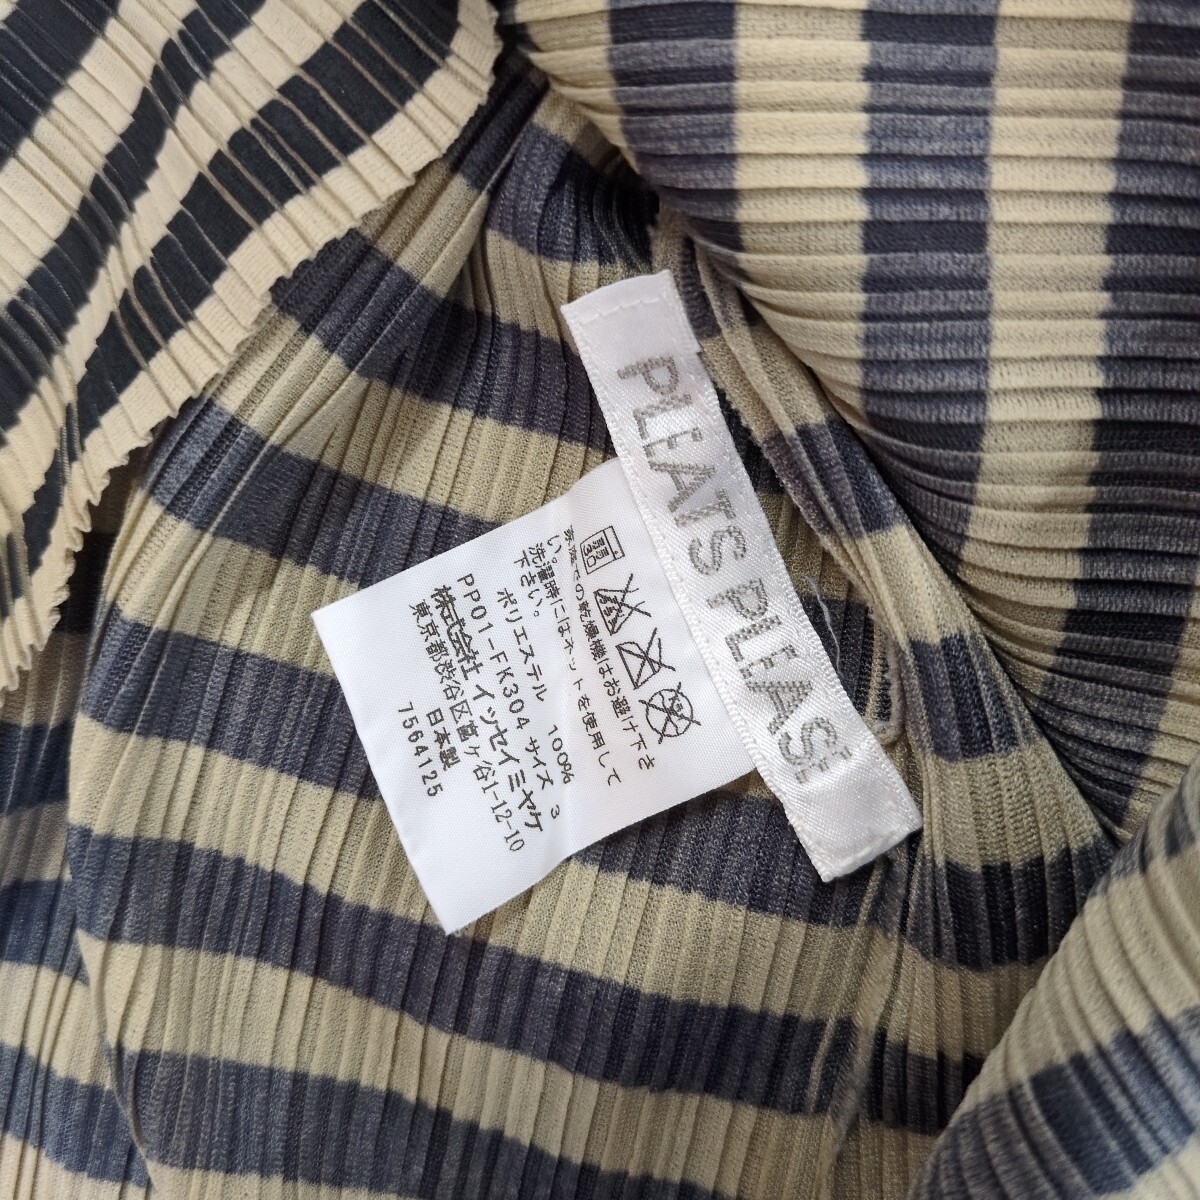 PLEATS PLEASE
家庭での乾燥機はお避け下さ
い。
洗濯時にはネットを使用して
下さい。
ポリエステル 100%
PP01-FK304 サイズ 3
株式会社 イッセイミヤケ
東京都渋谷区富ヶ谷1-12-10
日本製
7564125